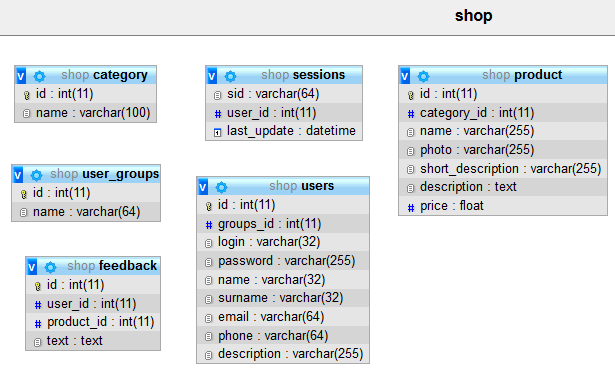 shop
shop category
id : int(11)
name : varchar(100)
shop sessions
sid : varchar(64)
user_id : int(11)
last_update : datetime
shop product
id : int(11)
category_id : int(11)
name : varchar(255)
photo : varchar(255)
short_description : varchar(255)
description : text
price : float
shop user_groups
id : int(11)
name : varchar(64)
shop users
id : int(11)
groups_id : int(11)
login : varchar(32)
password : varchar(255)
name : varchar(32)
surname : varchar(32)
email : varchar(64)
phone : varchar(64)
description : varchar(255)
shop feedback
id : int(11)
user_id : int(11)
product_id : int(11)
text : text